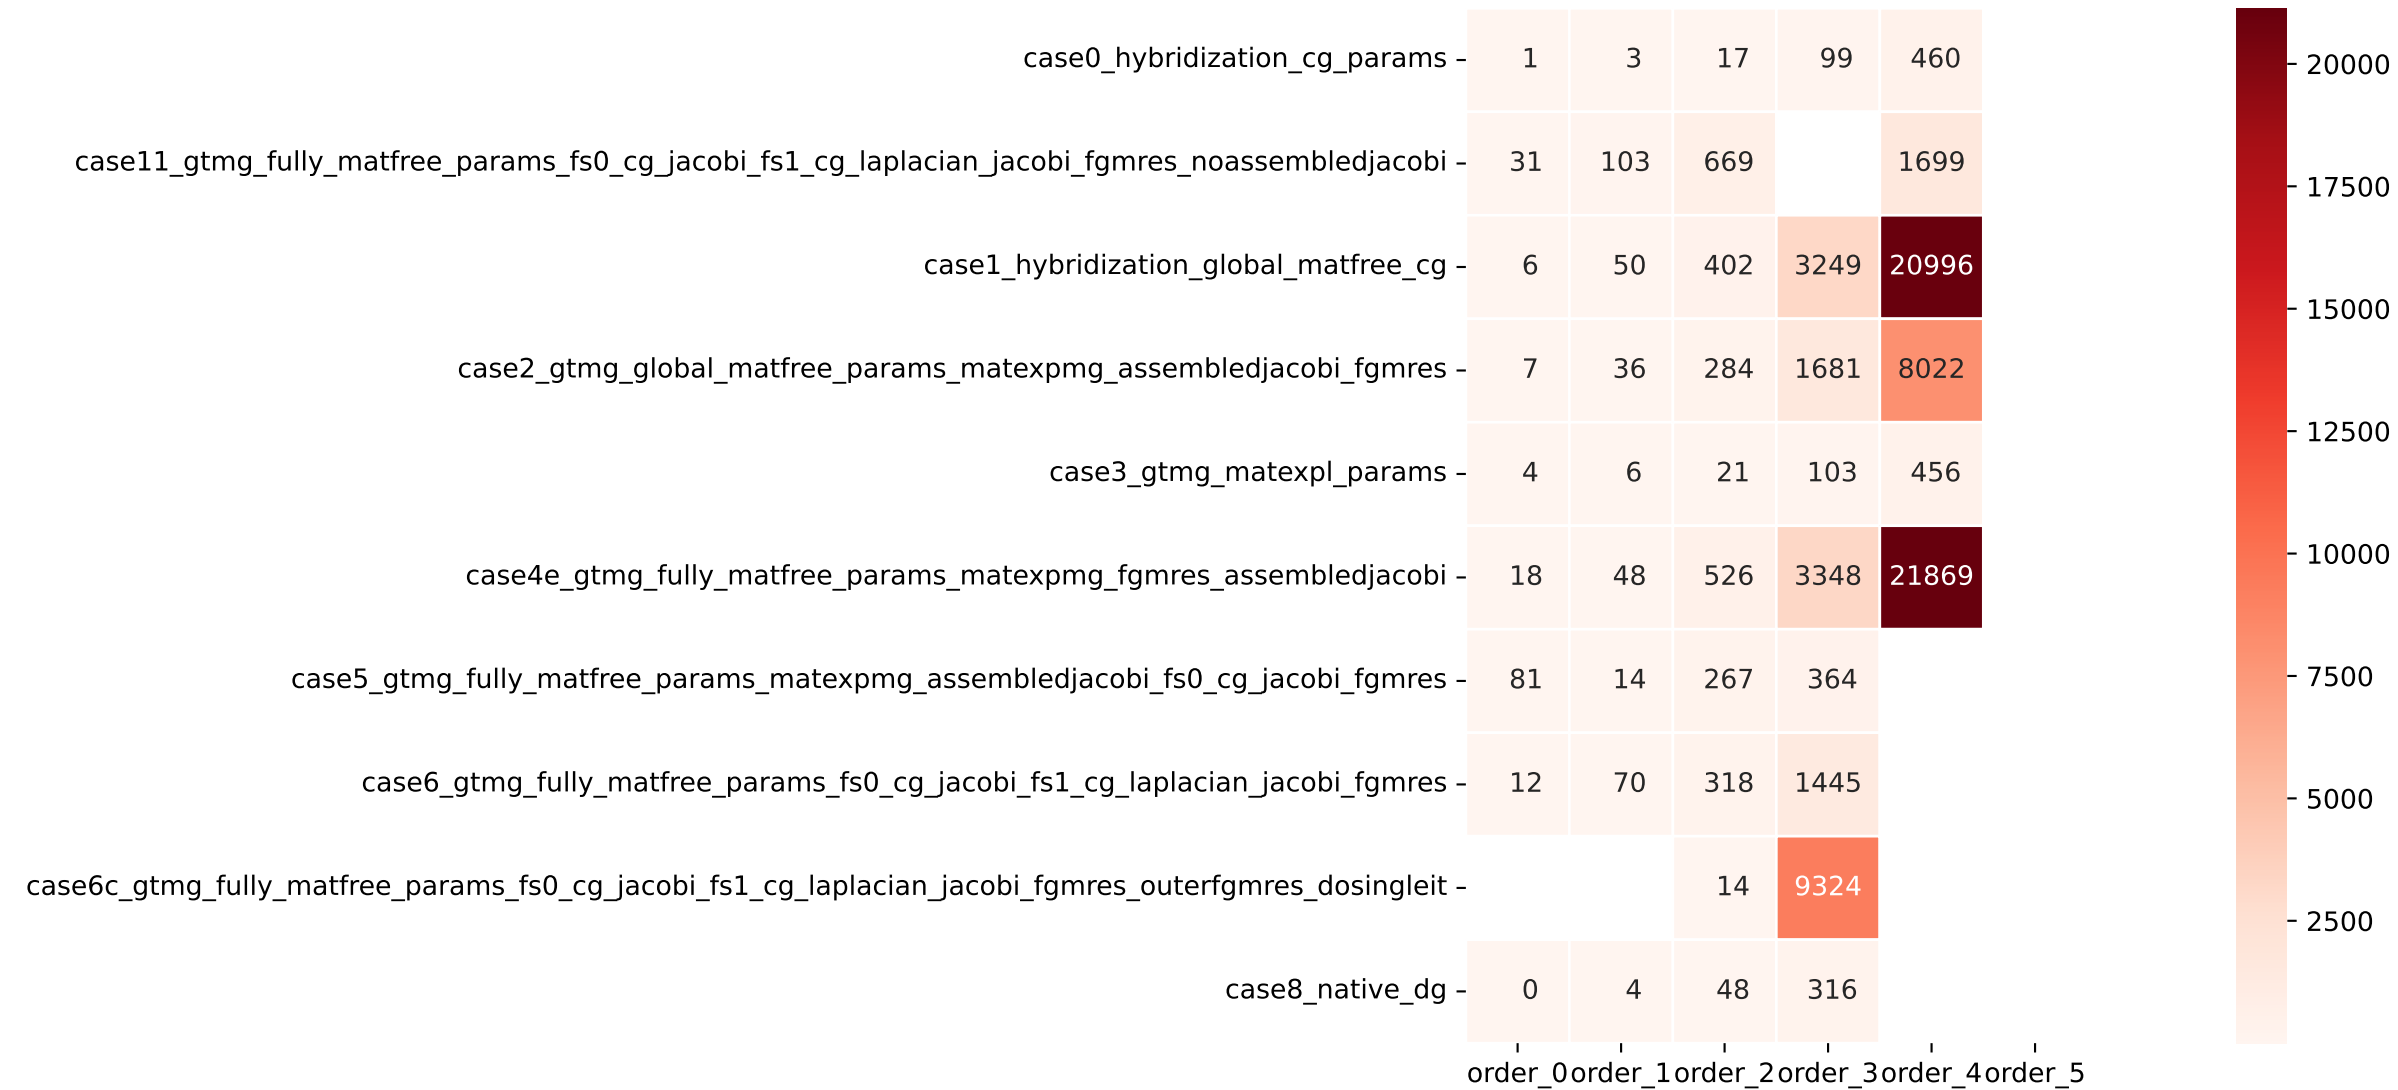 case0_hybridization_cg_params 1 3 17 99 460
case11_gtmg_fully_matfree_params_fs0_cg_jacobi_fs1_cg_laplacian_jacobi_fgmres_noassembledjacobi 31 103 669 1699
case1_hybridization_global_matfree_cg 6 50 402 3249 20996
case2_gtmg_global_matfree_params_matexpmg_assembledjacobi_fgmres 7 36 284 1681 8022
case3_gtmg_matexpl_params 4 6 21 103 456
case4e_gtmg_fully_matfree_params_matexpmg_fgmres_assembledjacobi 18 48 526 3348 21869
case5_gtmg_fully_matfree_params_matexpmg_assembledjacobi_fs0_cg_jacobi_fgmres 81 14 267 364
case6_gtmg_fully_matfree_params_fs0_cg_jacobi_fs1_cg_laplacian_jacobi_fgmres 12 70 318 1445
case6c_gtmg_fully_matfree_params_fs0_cg_jacobi_fs1_cg_laplacian_jacobi_fgmres_outerfgmres_dosingleit 14 9324
case8_native_dg 0 4 48 316
order_0 order_1 order_2 order_3 order_4 order_5
20000
17500
15000
12500
10000
7500
5000
2500